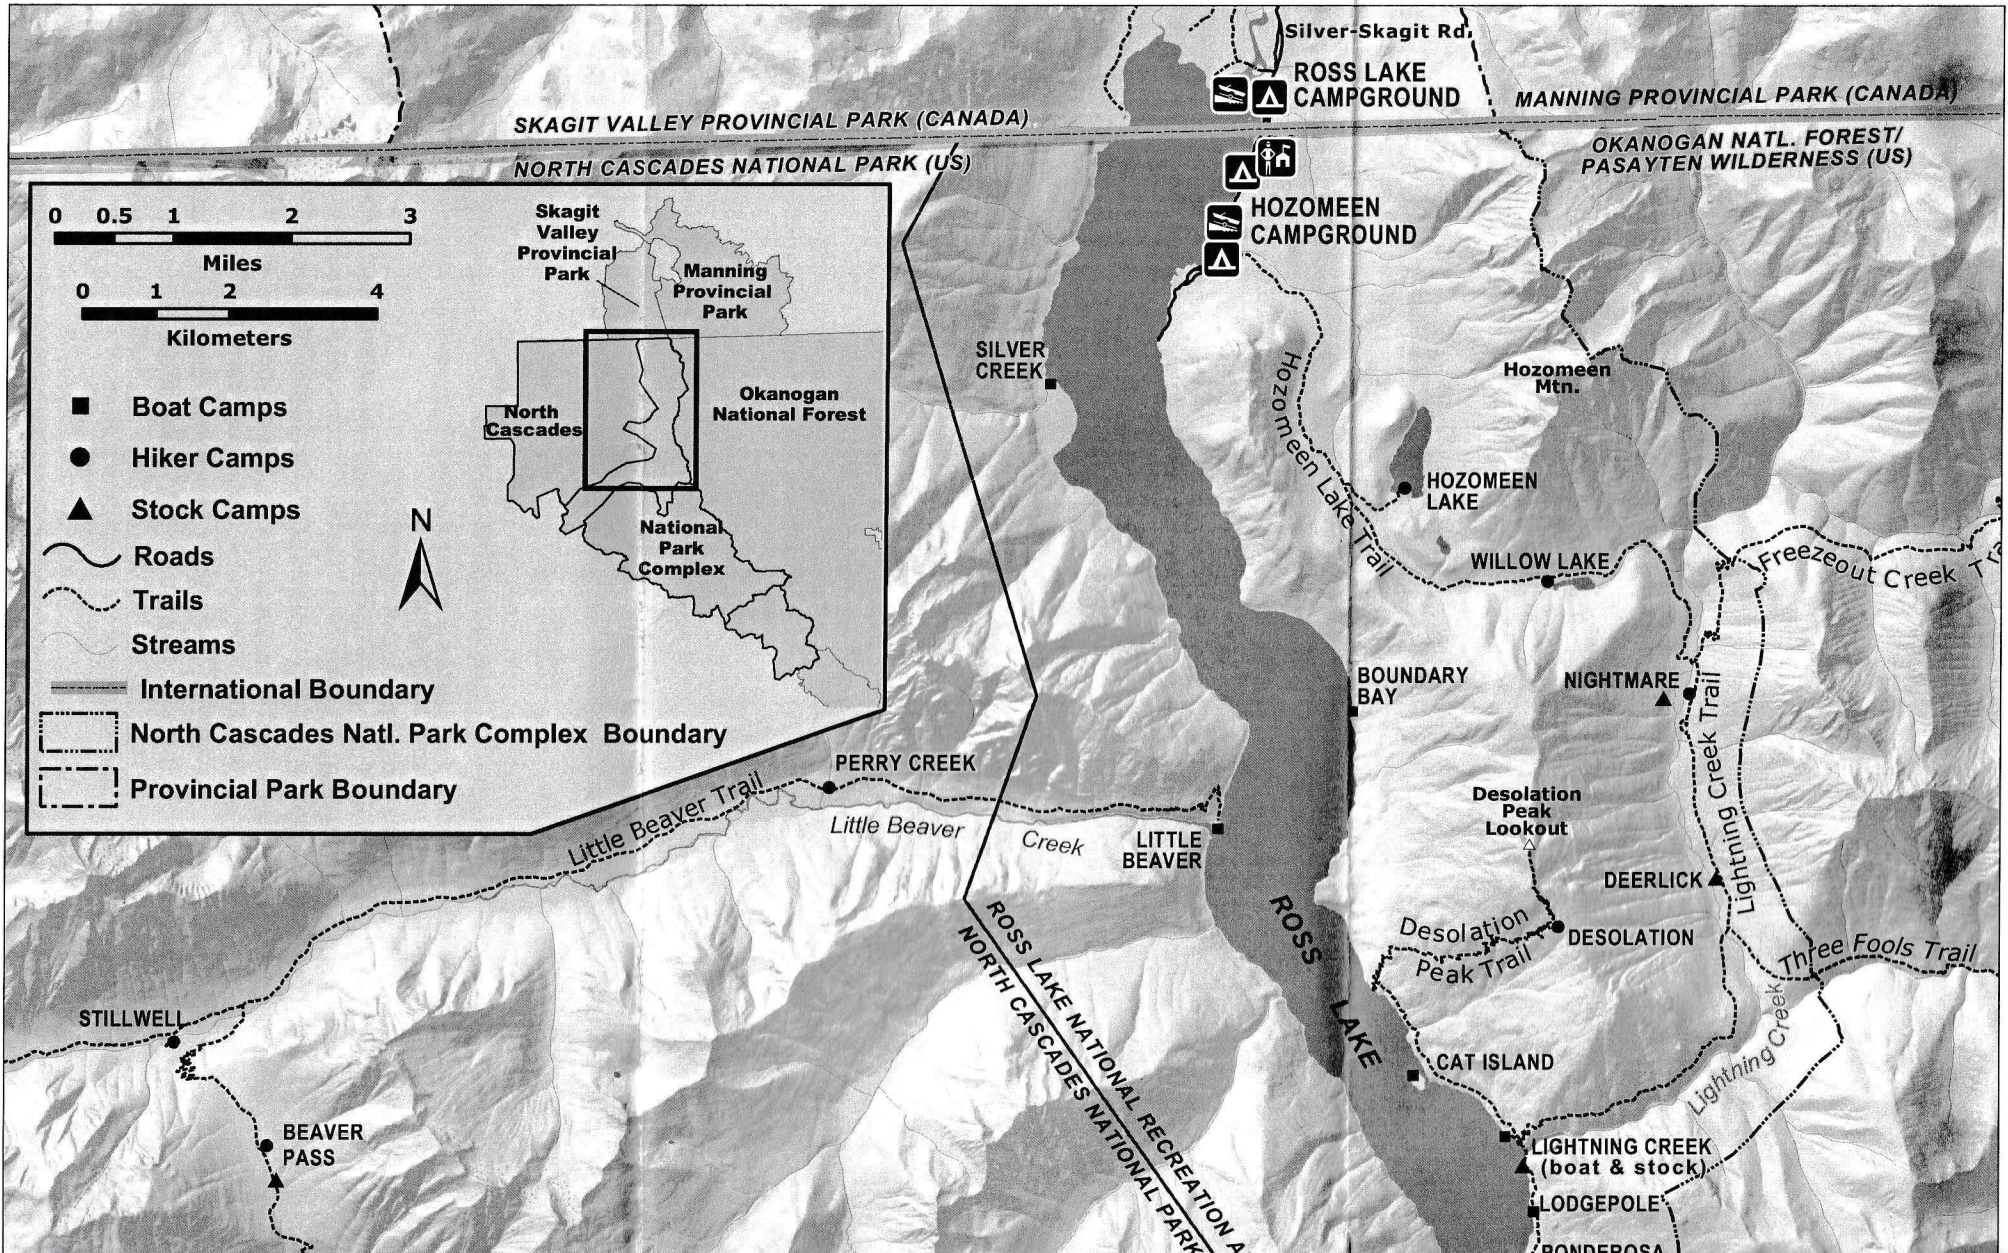 Silver-Skagit Rd.
ROSS LAKE
CAMPGROUND
MANNING PROVINCIAL PARK (CANADA)
SKAGIT VALLEY PROVINCIAL PARK (CANADA)
OKANOGAN NATL. FOREST/
PASAYTEN WILDERNESS (US)
NORTH CASCADES NATIONAL PARK (US)
HOZOMEEN
CAMPGROUND
0 0.5 1 2 3
Miles
0 1 2 4
Kilometers
Skagit
Valley
Provincial
Park
Manning
Provincial
Park
North
Cascades
Okanogan
National Forest
National
Park
Complex
N
Boat Camps
Hiker Camps
Stock Camps
Roads
Trails
Streams
International Boundary
North Cascades Natl. Park Complex Boundary
Provincial Park Boundary
SILVER
CREEK
Hozomeen
Mtn.
Hozomeen Lake Trail
HOZOMEEN
LAKE
WILLOW LAKE
Freezeout Creek Tra
BOUNDARY
BAY
NIGHTMARE
Lightning Creek Trail
PERRY CREEK
Little Beaver Trail
Little Beaver Creek
LITTLE
BEAVER
Desolation
Peak
Lookout
DEERLICK
Desolation
Peak Trail
DESOLATION
Three Fools Trail
ROSS LAKE
ROSS LAKE NATIONAL RECREATION A
NORTH CASCADES NATIONAL PARK
STILLWELL
BEAVER
PASS
CAT ISLAND
Lightning Creek
LIGHTNING CREEK
(boat & stock)
LODGEPOLE
PONDEROSA